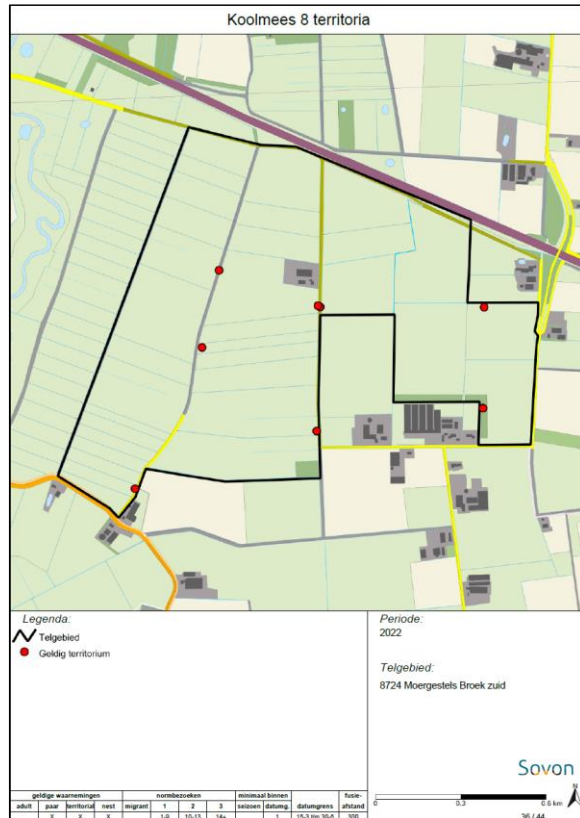 Koolmees 8 territoria
Legenda:
Telgebied
Geldig territorium
Periode:
2022
Telgebied:
8724 Moergestels Broek zuid
Sovon
0 0.3 0.6 km
N
36 / 44
geldige waarnemingen normbezoeken minimaal binnen fusie-
adult paar territoriaal nest migrant 1 2 3 seizoen datumg. datumgrens afstand
X X X 1-9 10-13 14+ 1 15-3 t/m 30-6 300